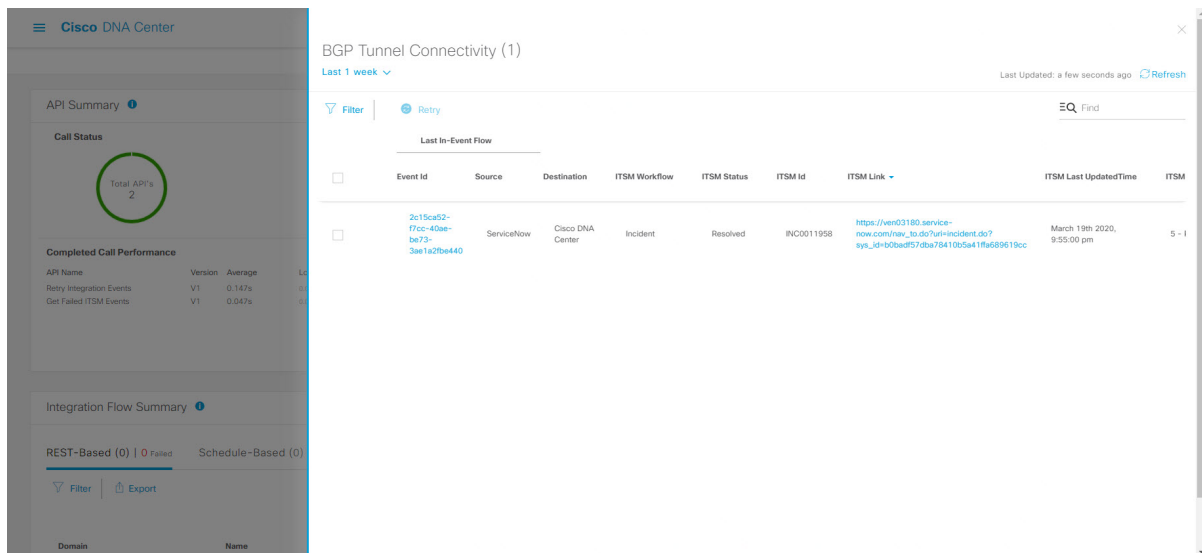 Cisco DNA Center
BGP Tunnel Connectivity (1)
Last 1 week
Last Updated: a few seconds ago Refresh
API Summary
Filter Retry
Find
Call Status
Last In-Event Flow
Total API's
2
Event Id Source Destination ITSM Workflow ITSM Status ITSM Id ITSM Link ITSM Last UpdatedTime ITSM
2c15ca52-
f7cc-40ae-
be73-
3ae1a2fbe440
ServiceNow
Cisco DNA
Center
Incident
Resolved
INC0011958
https://ven03180.service-
now.com/nav_to.do?uri=incident.do?
sys_id=b0badf57dba78410b5a41ffa689619cc
March 19th 2020,
9:55:00 pm
5 -
Completed Call Performance
API Name Version Average
Retry Integration Events V1 0.147s
Get Failed ITSM Events V1 0.047s
Integration Flow Summary
REST-Based (0) | 0 Failed Schedule-Based (0)
Filter Export
Domain Name